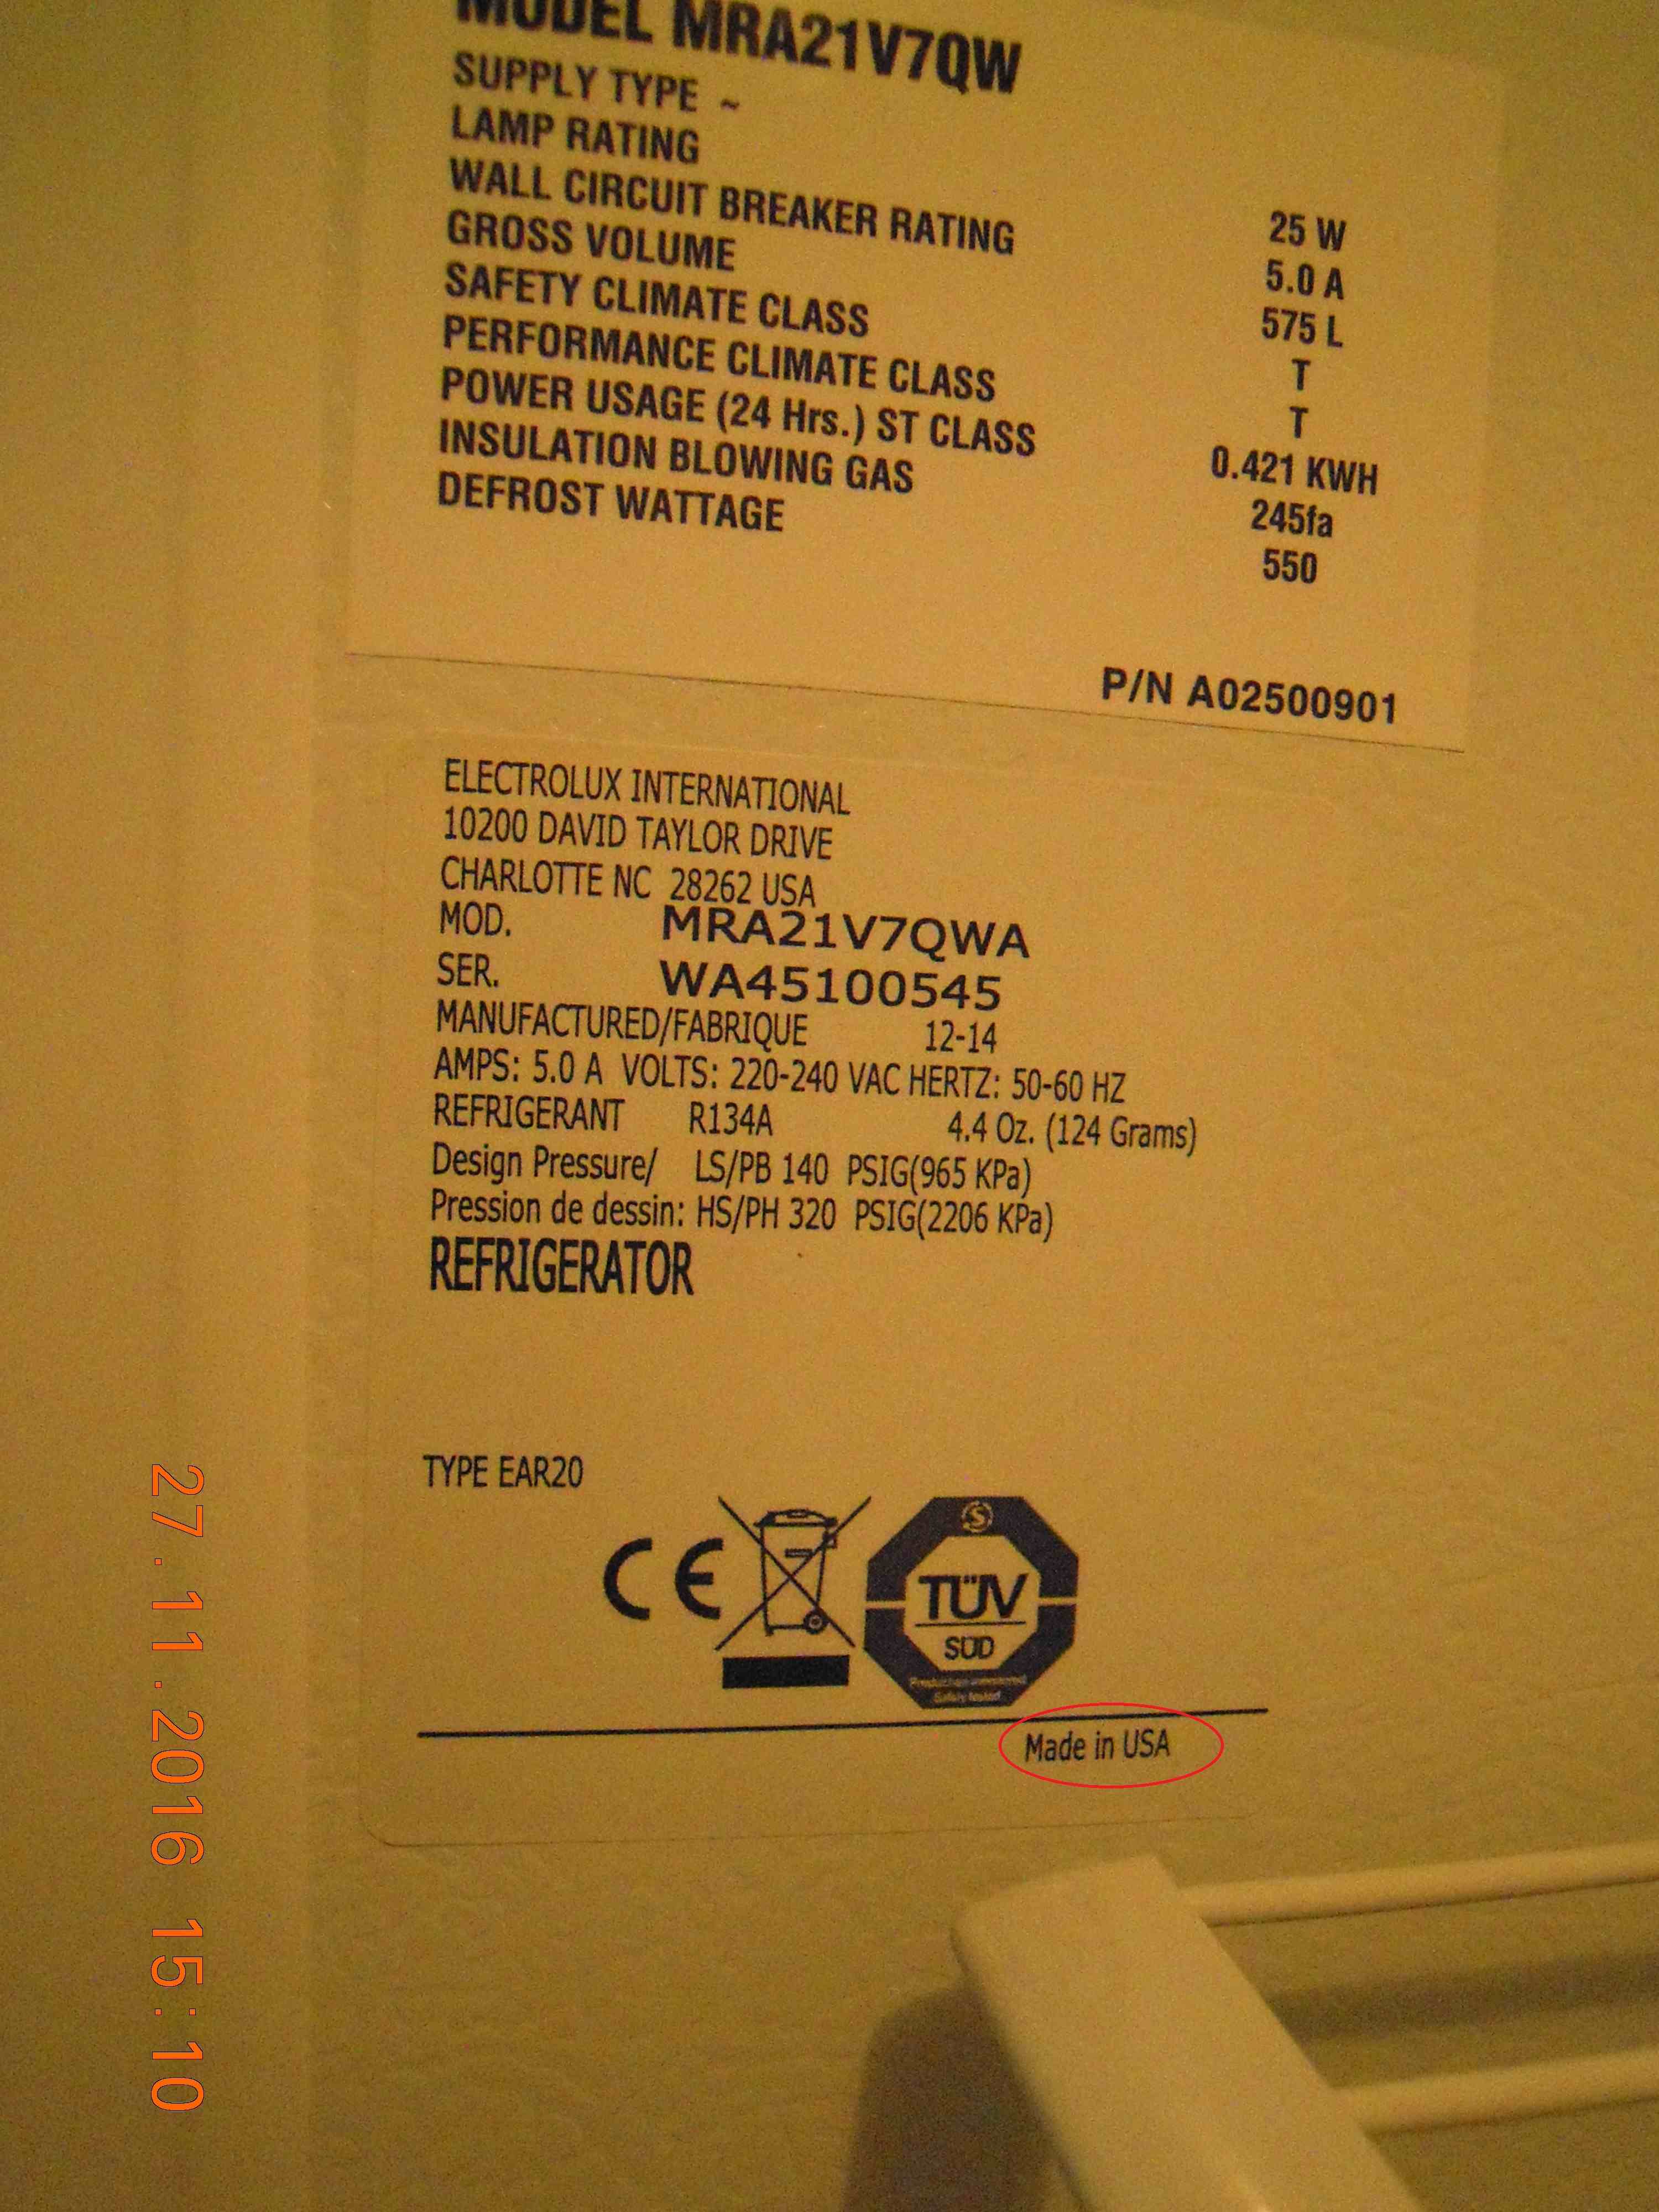 MODEL MRA21V7QW
SUPPLY TYPE ~
LAMP RATING 25 W
WALL CIRCUIT BREAKER RATING 5.0 A
GROSS VOLUME 575 L
SAFETY CLIMATE CLASS T
PERFORMANCE CLIMATE CLASS T
POWER USAGE (24 Hrs.) ST CLASS 0.421 KWH
INSULATION BLOWING GAS 245fa
DEFROST WATTAGE 550
P/N A02500901
ELECTROLUX INTERNATIONAL
10200 DAVID TAYLOR DRIVE
CHARLOTTE NC 28262 USA
MOD. MRA21V7QWA
SER. WA45100545
MANUFACTURED/FABRIQUE 12-14
AMPS: 5.0 A VOLTS: 220-240 VAC HERTZ: 50-60 HZ
REFRIGERANT R134A 4.4 Oz. (124 Grams)
Design Pressure/ LS/PB 140 PSIG(965 KPa)
Pression de dessin: HS/PH 320 PSIG(2206 KPa)
REFRIGERATOR
TYPE EAR20
CE
S
TÜV
SÜD
Production monitored
Safety tested
Made in USA
27.11.2016 15:10